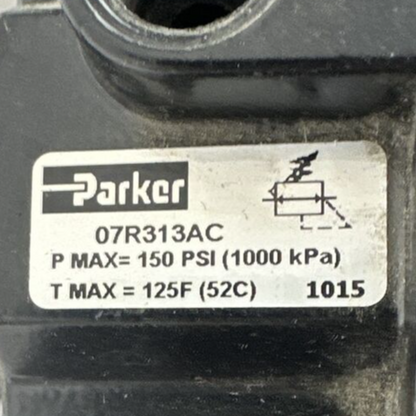 Parker
07R313AC
P MAX= 150 PSI (1000 kPa)
T MAX = 125F (52C) 1015